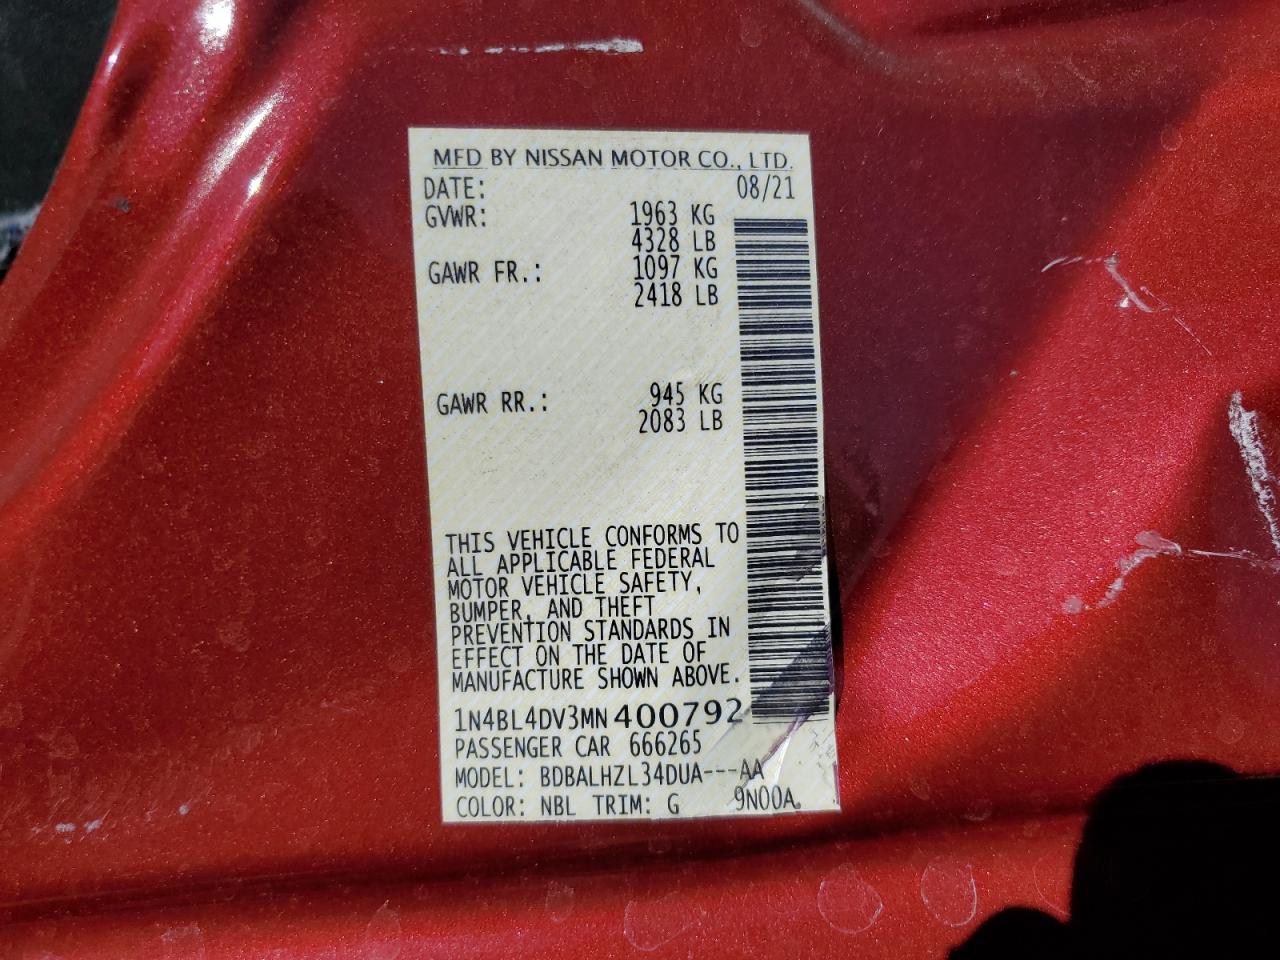 MFD BY NISSAN MOTOR CO., LTD.
DATE: 08/21
GVWR: 1963 KG
4328 LB
GAWR FR.: 1097 KG
2418 LB
GAWR RR.: 945 KG
2083 LB
THIS VEHICLE CONFORMS TO
ALL APPLICABLE FEDERAL
MOTOR VEHICLE SAFETY,
BUMPER, AND THEFT
PREVENTION STANDARDS IN
EFFECT ON THE DATE OF
MANUFACTURE SHOWN ABOVE.
1N4BL4DV3MN400792
PASSENGER CAR 666265
MODEL: BDBALHZL34DUA---AA
COLOR: NBL TRIM: G 9N00A